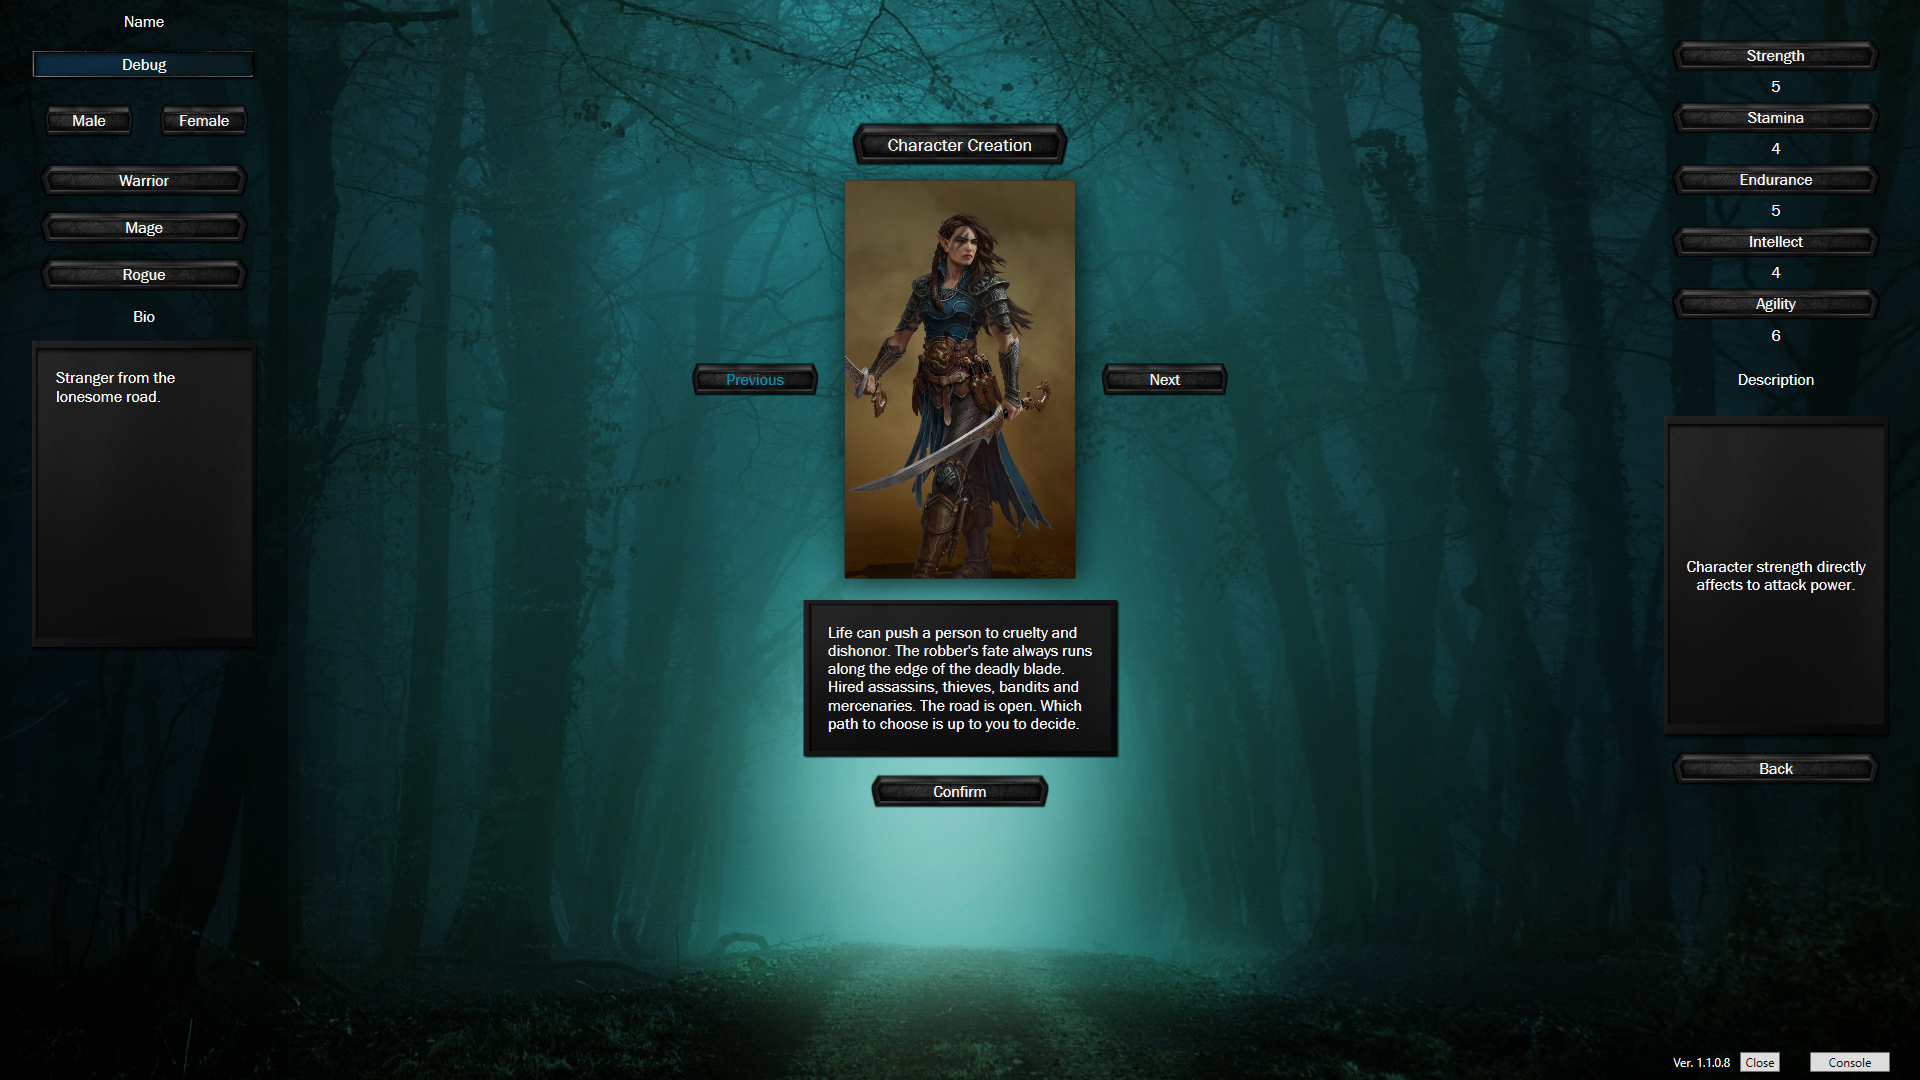 Name
Debug
Male
Female
Warrior
Mage
Rogue
Bio
Stranger from the
lonesome road.
Character Creation
Previous
Next
Life can push a person to cruelty and
dishonor. The robber's fate always runs
along the edge of the deadly blade.
Hired assassins, thieves, bandits and
mercenaries. The road is open. Which
path to choose is up to you to decide.
Confirm
Strength
5
Stamina
4
Endurance
5
Intellect
4
Agility
6
Description
Character strength directly
affects to attack power.
Back
Ver. 1.1.0.8
Close
Console